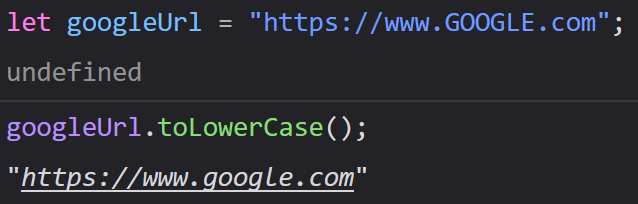 let googleUrl = "https://www.GOOGLE.com";
undefined
googleUrl.toLowerCase();
"https://www.google.com"